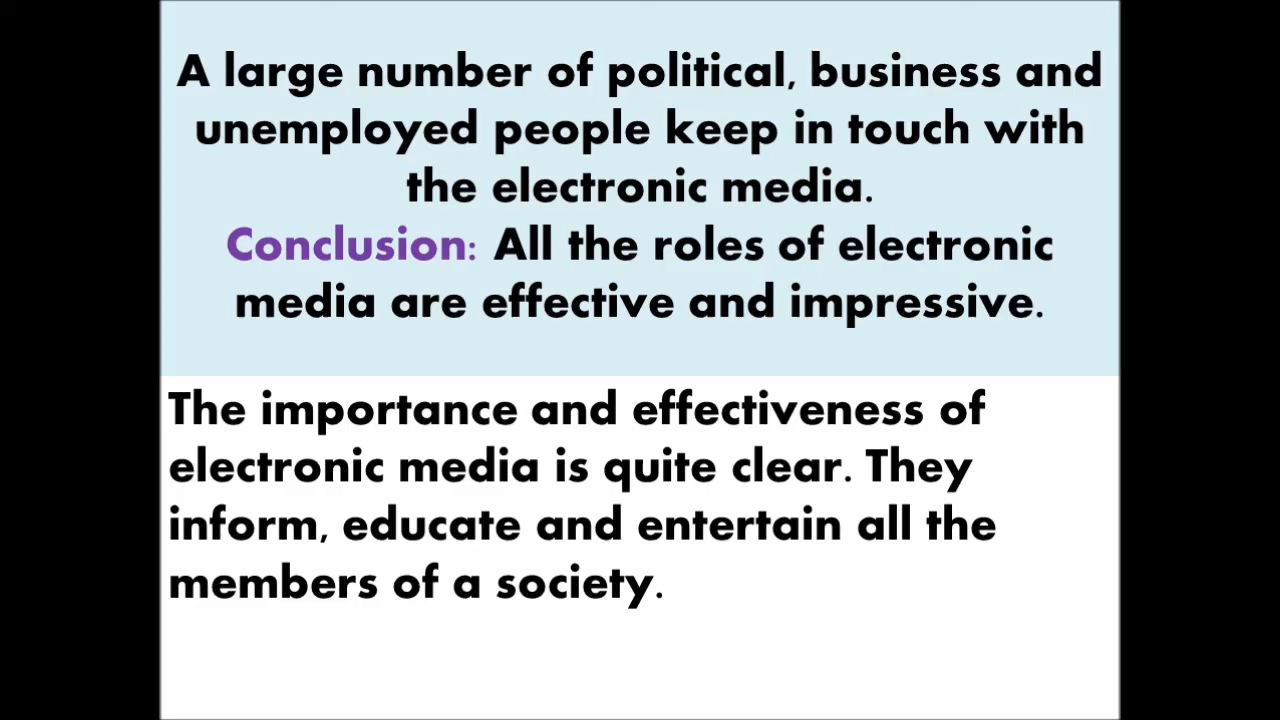 A large number of political, business and
unemployed people keep in touch with
the electronic media.
Conclusion: All the roles of electronic
media are effective and impressive.
The importance and effectiveness of
electronic media is quite clear. They
inform, educate and entertain all the
members of a society.